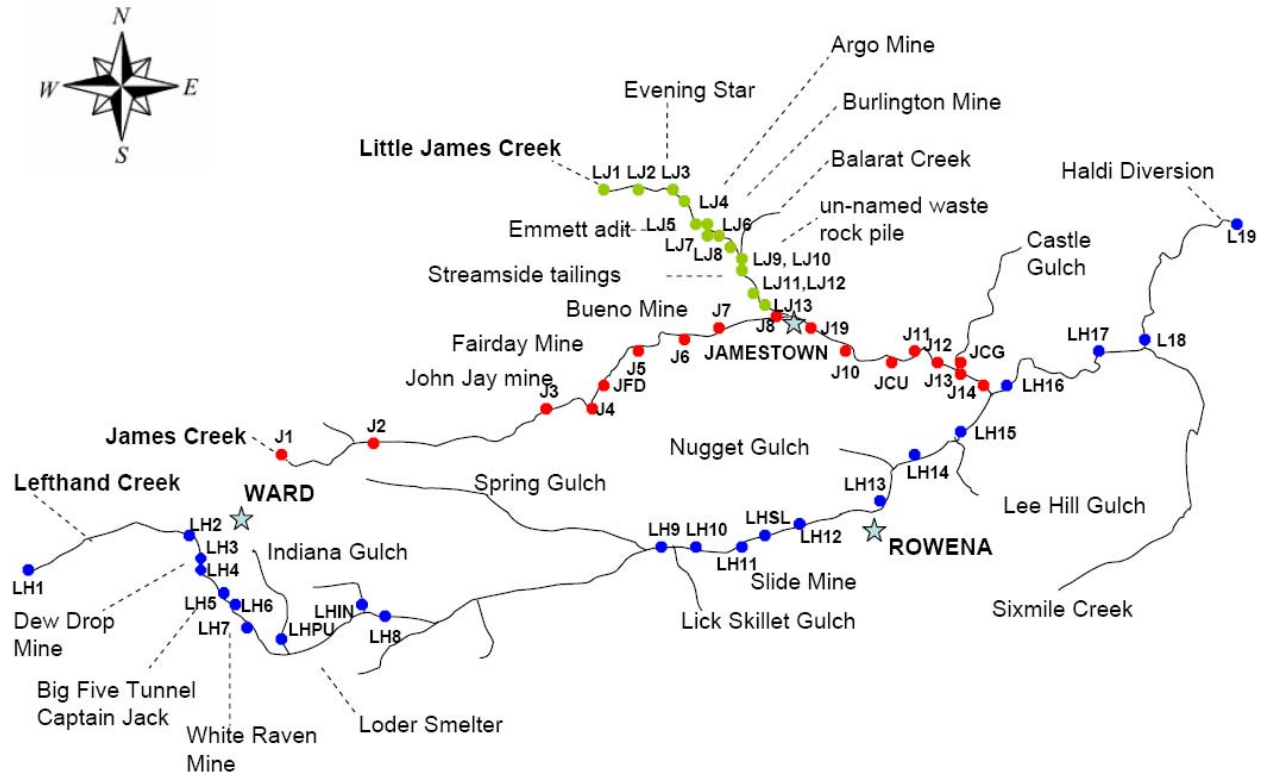 N
W
E
S
Argo Mine
Evening Star
Burlington Mine
Little James Creek
Balarat Creek
Haldi Diversion
LJ1 LJ2 LJ3
LJ4
un-named waste
rock pile
LJ5
LJ6
Emmett adit
LJ7
LJ8
L19
Castle
Gulch
LJ9, LJ10
Streamside tailings
LJ11,LJ12
Bueno Mine
J7
LJ13
J8
J19
Fairday Mine
J6
JAMESTOWN
J11
J12
LH17
L18
J5
J10
JCG
John Jay mine
JFD
JCU
J13
J14
LH16
J3
J4
James Creek
J1
J2
LH15
Nugget Gulch
LH14
Lefthand Creek
WARD
Spring Gulch
LH13
Lee Hill Gulch
LH2
LH9 LH10
LHSL
LH12
LH3
Indiana Gulch
ROWENA
LH4
LH11
LH1
Slide Mine
LH5
LH6
Dew Drop
Mine
LHIN
Sixmile Creek
LH7
LHPU
LH8
Lick Skillet Gulch
Big Five Tunnel
Captain Jack
Loder Smelter
White Raven
Mine